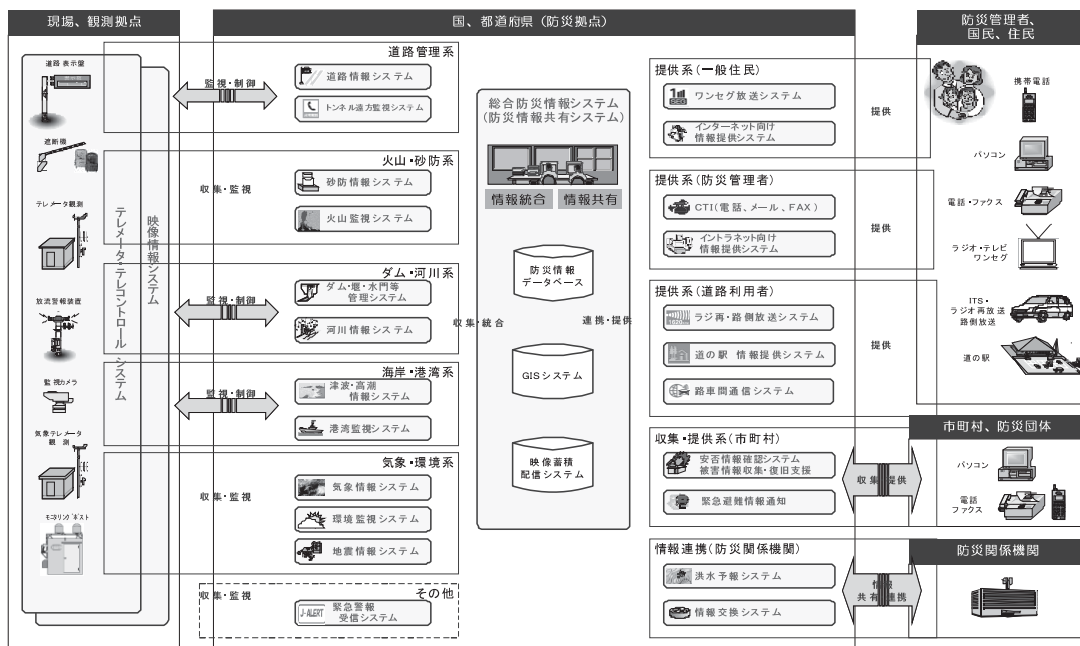 現場、観測拠点
道路表示盤
遮断機
テレメータ観測
放流警報装置
監視カメラ
気象テレメータ
観測
モニタリングポスト
テレメータ・テレコントロールシステム
映像情報システム
国、都道府県（防災拠点）
道路管理系
監視・制御
道路情報システム
トンネル遠方監視システム
火山・砂防系
収集・監視
砂防情報システム
火山監視システム
ダム・河川系
監視・制御
ダム・堰・水門等
管理システム
河川情報システム
海岸・港湾系
監視・制御
津波・高潮
情報システム
港湾監視システム
気象・環境系
収集・監視
気象情報システム
環境監視システム
地震情報システム
その他
収集・監視
J-ALERT
緊急警報
受信システム
総合防災情報システム
（防災情報共有システム）
情報統合
情報共有
防災情報
データベース
収集・統合
連携・提供
GISシステム
映像蓄積
配信システム
提供系（一般住民）
1seg
ワンセグ放送システム
インターネット向け
情報提供システム
提供
提供系（防災管理者）
CTI（電話、メール、FAX）
イントラネット向け
情報提供システム
提供
提供系（道路利用者）
ラジ再・路側放送システム
道の駅 情報提供システム
路車間通信システム
提供
収集・提供系（市町村）
安否情報確認システム
被害情報収集・復旧支援
緊急避難情報通知
収集・提供
情報連携（防災関係機関）
洪水予報システム
情報交換システム
情報
共有・連携
防災管理者、
国民、住民
携帯電話
パソコン
電話・ファクス
ラジオ・テレビ
ワンセグ
ITS・
ラジオ再放送
路側放送
道の駅
市町村、防災団体
パソコン
電話
ファクス
防災関係機関